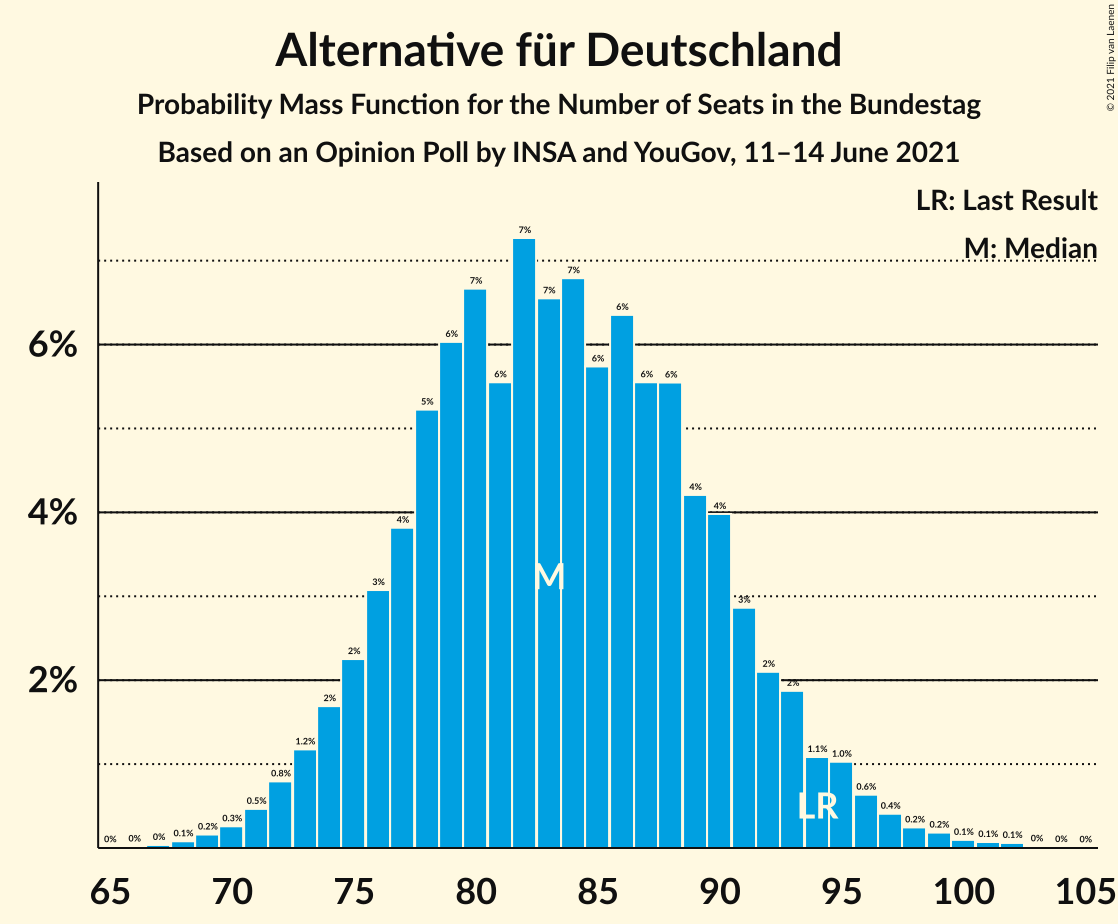 Alternative für Deutschland
Probability Mass Function for the Number of Seats in the Bundestag
Based on an Opinion Poll by INSA and YouGov, 11–14 June 2021
© 2021 Filip van Laenen
LR: Last Result
M: Median
6%
4%
2%
0% 0% 0% 0.1% 0.2% 0.3% 0.5% 0.8% 1.2% 2% 2% 3% 4% 5% 6% 7% 6% 7% 7% 7% 6% 6% 6% 6% 4% 4% 3% 2% 2% 1.1% 1.0% 0.6% 0.4% 0.2% 0.2% 0.1% 0.1% 0.1% 0% 0% 0%
M
LR
65 70 75 80 85 90 95 100 105